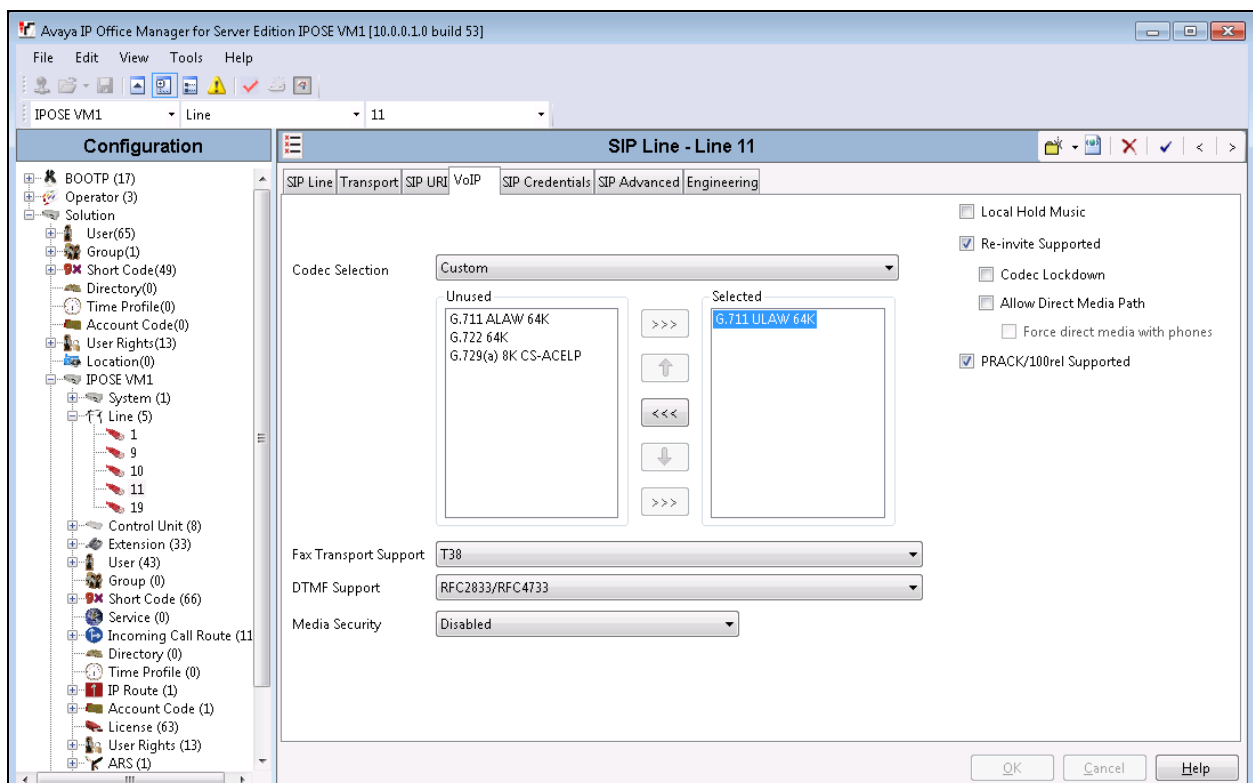 Avaya IP Office Manager for Server Edition IPOSE VM1 [10.0.0.1.0 build 53]
File Edit View Tools Help
IPOSE VM1 Line 11
Configuration
BOOTP (17)
Operator (3)
Solution
User(65)
Group(1)
Short Code(49)
Directory(0)
Time Profile(0)
Account Code(0)
User Rights(13)
Location(0)
IPOSE VM1
System (1)
Line (5)
1
9
10
11
19
Control Unit (8)
Extension (33)
User (43)
Group (0)
Short Code (66)
Service (0)
Incoming Call Route (11
Directory (0)
Time Profile (0)
IP Route (1)
Account Code (1)
License (63)
User Rights (13)
ARS (1)
SIP Line - Line 11
SIP Line Transport SIP URI VoIP SIP Credentials SIP Advanced Engineering
Codec Selection Custom
Unused
G.711 ALAW 64K
G.722 64K
G.729(a) 8K CS-ACELP
>>>
<<<
>>>
Selected
G.711 ULAW 64K
Fax Transport Support T38
DTMF Support RFC2833/RFC4733
Media Security Disabled
Local Hold Music
Re-invite Supported
Codec Lockdown
Allow Direct Media Path
Force direct media with phones
PRACK/100rel Supported
OK Cancel Help